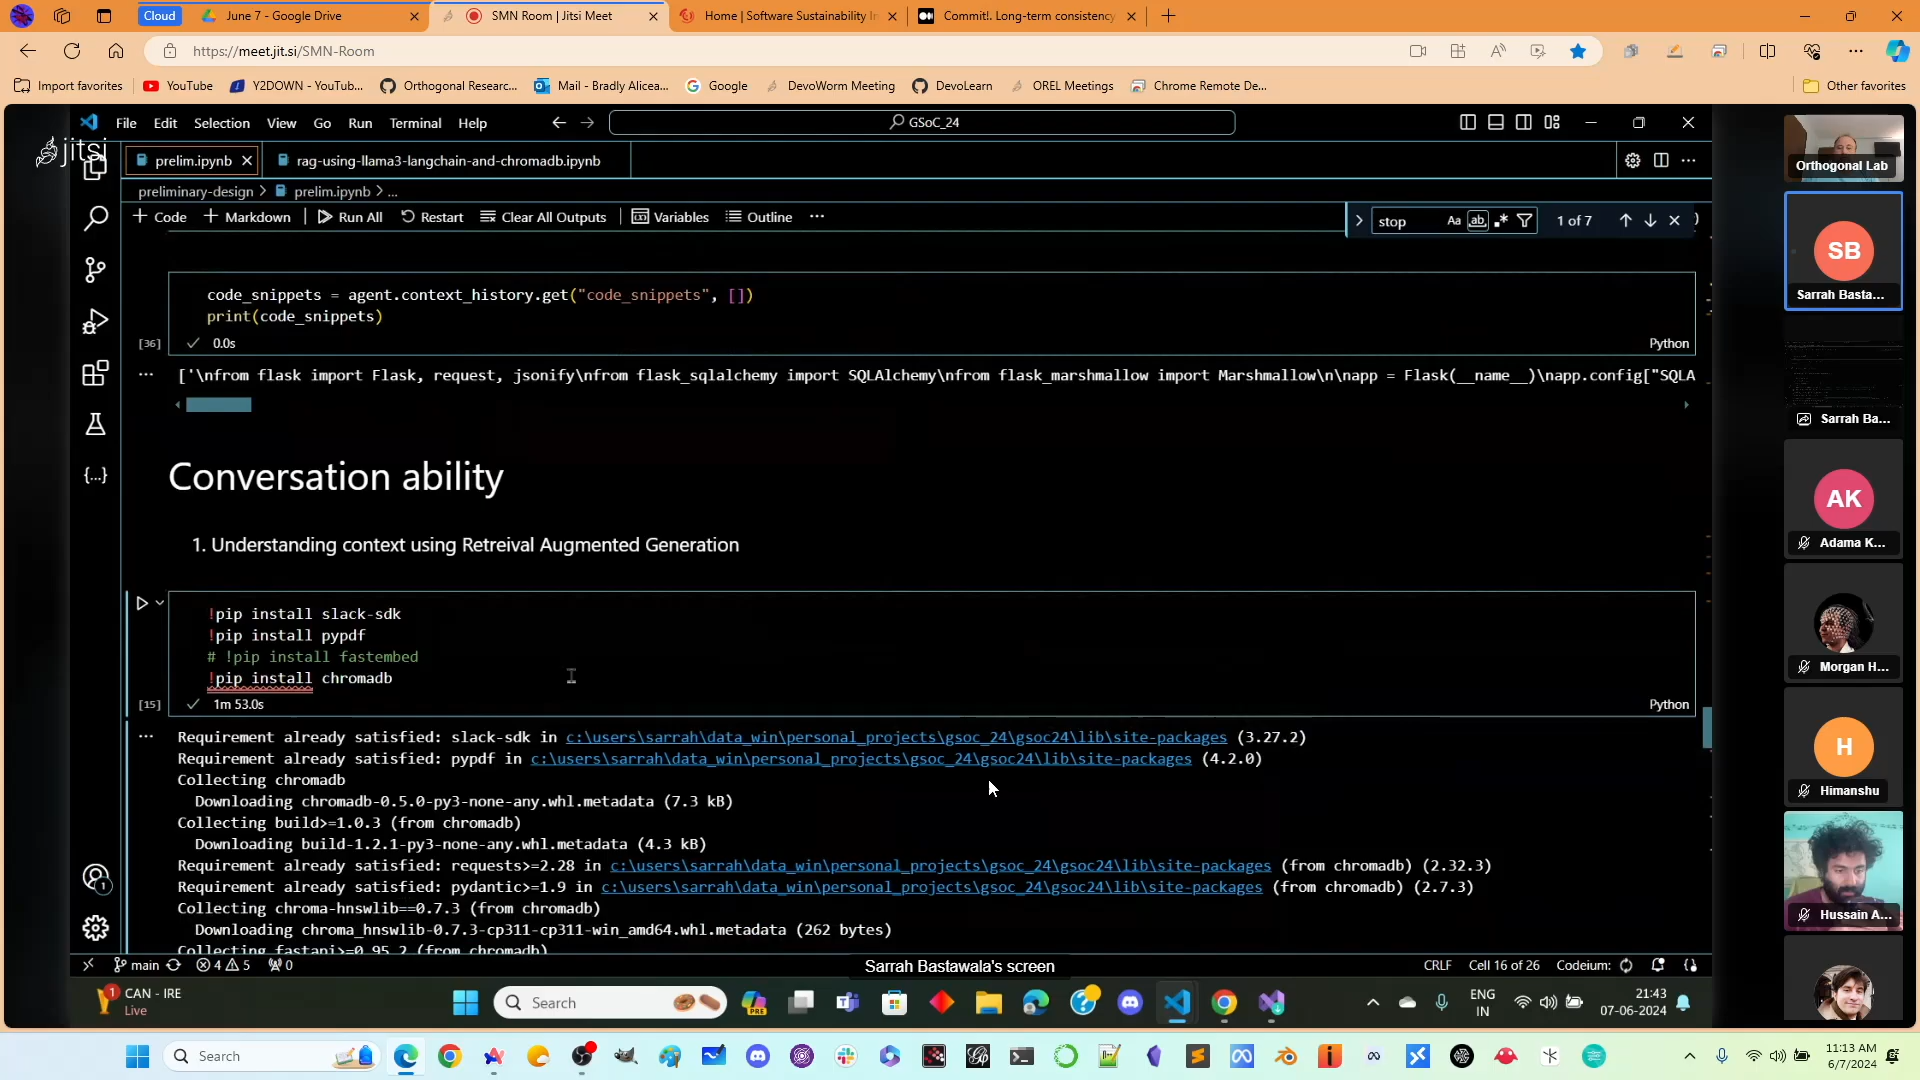 Cloud
June 7 - Google Drive
SMN Room | Jitsi Meet
Home | Software Sustainability In
Commit!. Long-term consistency
https://meet.jit.si/SMN-Room
Import favorites
YouTube
Y2DOWN - YouTub...
Orthogonal Researc...
Mail - Bradly Alicea...
Google
DevoWorm Meeting
DevoLearn
OREL Meetings
Chrome Remote De...
Other favorites
File Edit Selection View Go Run Terminal Help
GSoC_24
jitsi
prelim.ipynb
rag-using-llama3-langchain-and-chromadb.ipynb
preliminary-design > prelim.ipynb > ...
+ Code + Markdown Run All Restart Clear All Outputs Variables Outline ...
stop Aa ab 1 of 7
code_snippets = agent.context_history.get("code_snippets", [])
print(code_snippets)
[36] 0.0s Python
['\nfrom flask import Flask, request, jsonify\nfrom flask_sqlalchemy import SQLAlchemy\nfrom flask_marshmallow import Marshmallow\n\napp = Flask(__name__)\napp.config["SQLA
Conversation ability
1. Understanding context using Retreival Augmented Generation
!pip install slack-sdk
!pip install pypdf
# !pip install fastembed
!pip install chromadb
[15] 1m 53.0s Python
Requirement already satisfied: slack-sdk in c:\users\sarrah\data_win\personal_projects\gsoc_24\gsoc24\lib\site-packages (3.27.2)
Requirement already satisfied: pypdf in c:\users\sarrah\data_win\personal_projects\gsoc_24\gsoc24\lib\site-packages (4.2.0)
Collecting chromadb
Downloading chromadb-0.5.0-py3-none-any.whl.metadata (7.3 kB)
Collecting build>=1.0.3 (from chromadb)
Downloading build-1.2.1-py3-none-any.whl.metadata (4.3 kB)
Requirement already satisfied: requests>=2.28 in c:\users\sarrah\data_win\personal_projects\gsoc_24\gsoc24\lib\site-packages (from chromadb) (2.32.3)
Requirement already satisfied: pydantic>=1.9 in c:\users\sarrah\data_win\personal_projects\gsoc_24\gsoc24\lib\site-packages (from chromadb) (2.7.3)
Collecting chroma-hnswlib==0.7.3 (from chromadb)
Downloading chroma_hnswlib-0.7.3-cp311-cp311-win_amd64.whl.metadata (262 bytes)
Collecting fastapi>=0.95.2 (from chromadb)
main 4 5 0
Sarrah Bastawala's screen
CRLF Cell 16 of 26 Codeium:
1
CAN - IRE
Live
Search
PRE
ENG
IN
21:43
07-06-2024
Orthogonal Lab
SB
Sarrah Basta...
Sarrah Ba...
AK
Adama K...
Morgan H...
H
Himanshu
Hussain A...
Search
11:13 AM
6/7/2024